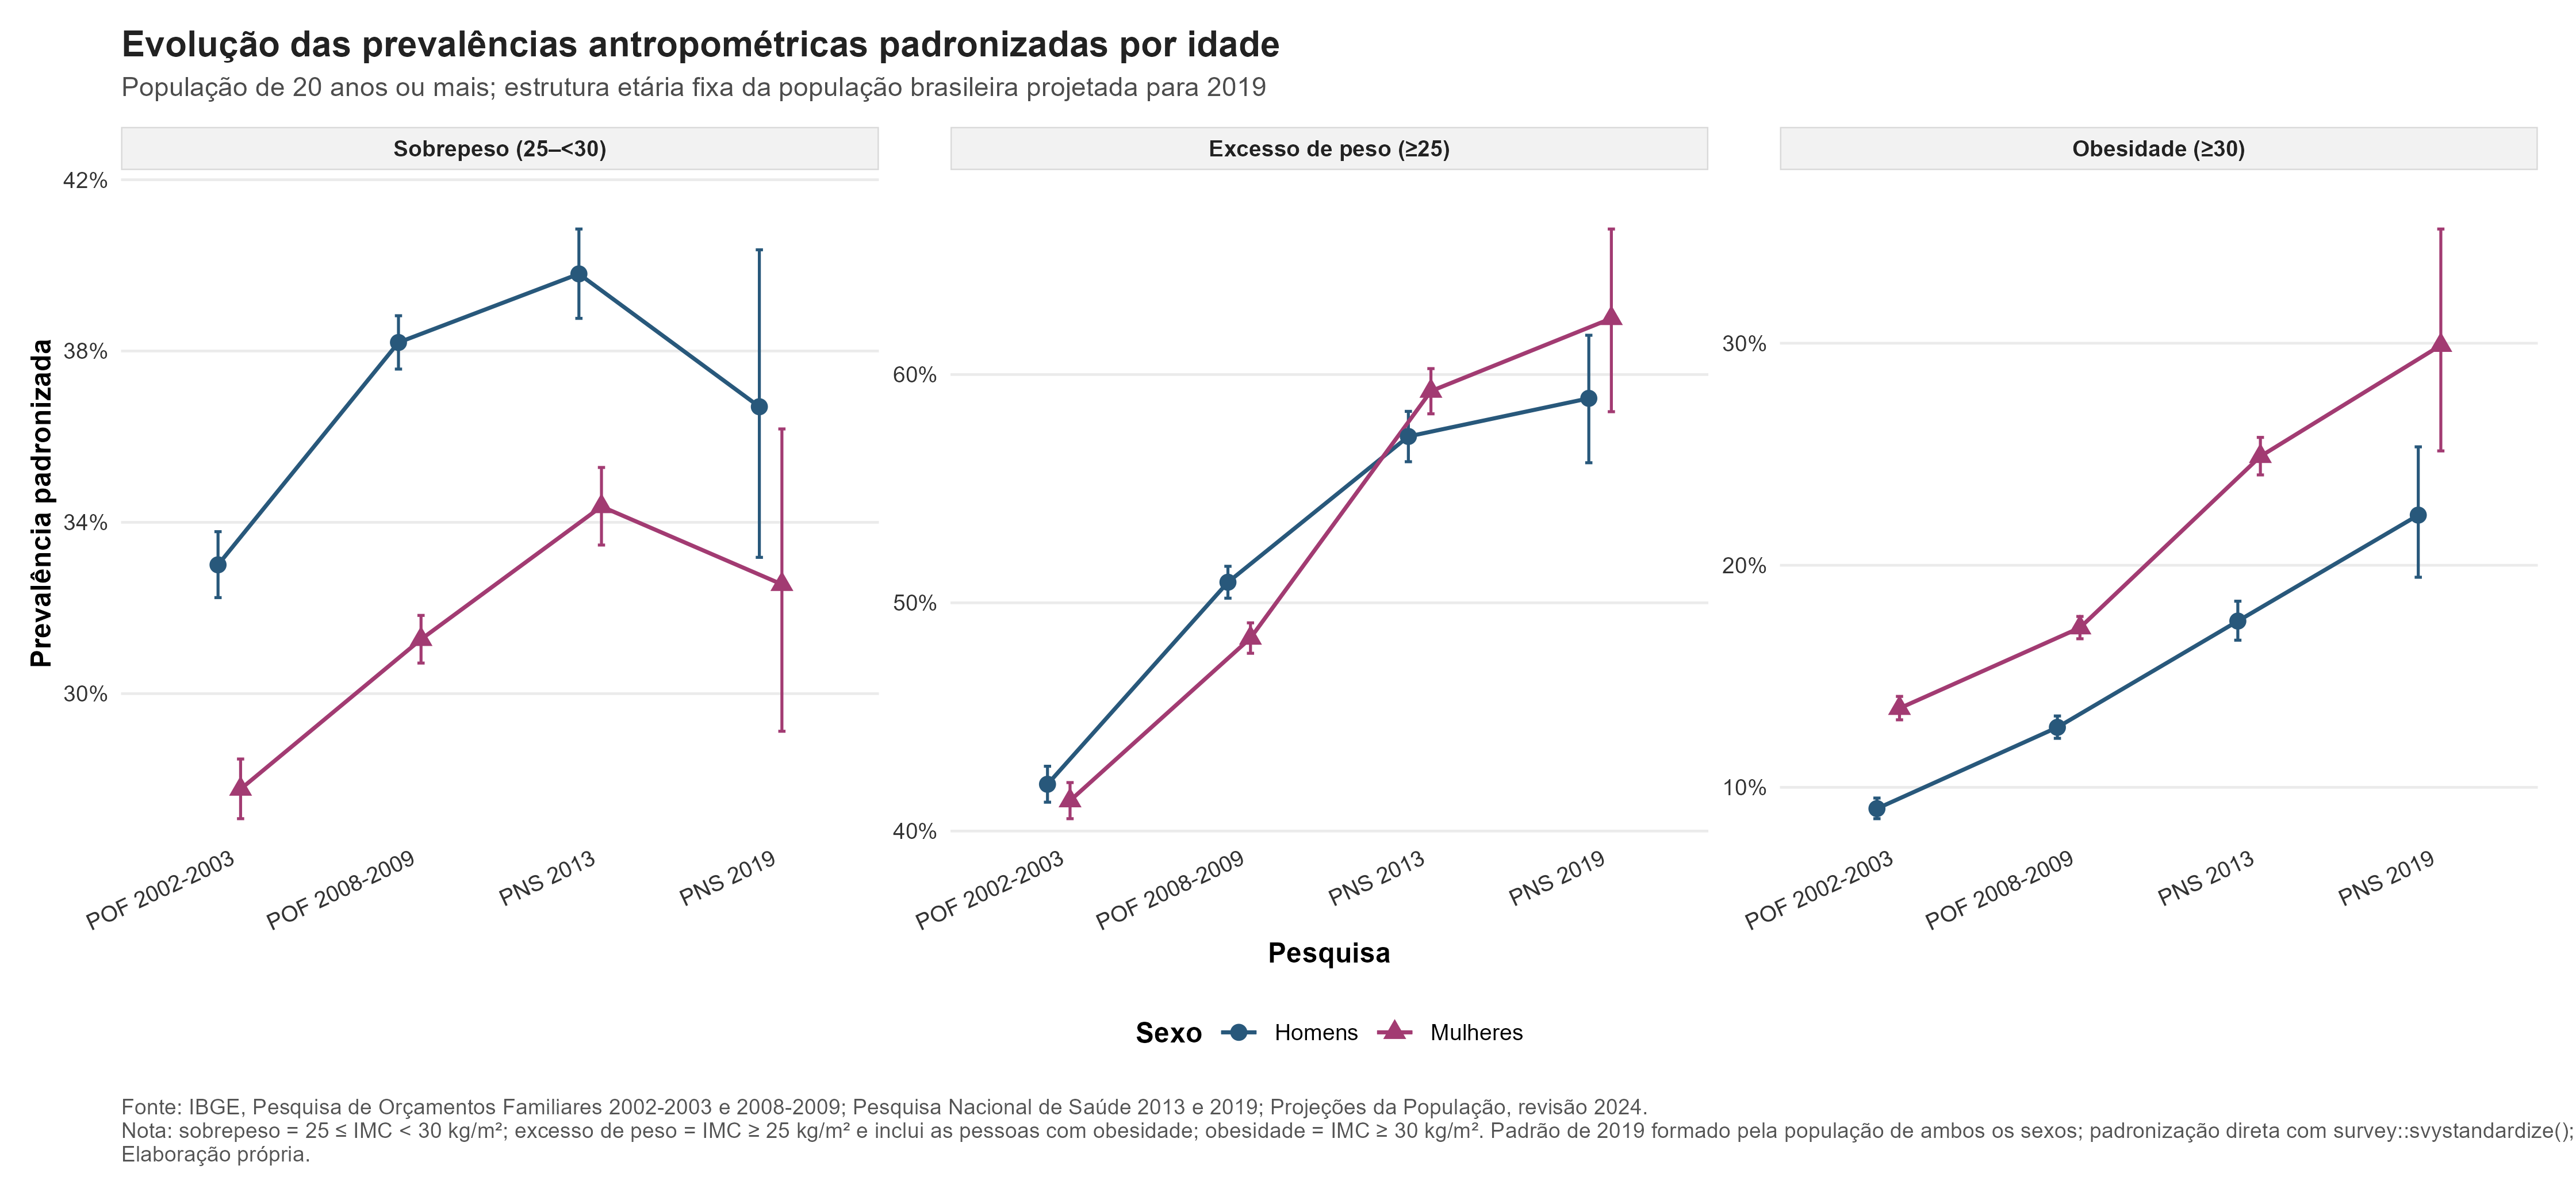 Evolução das prevalências antropométricas padronizadas por idade
População de 20 anos ou mais; estrutura etária fixa da população brasileira projetada para 2019
Sobrepeso (25–<30)
Excesso de peso (≥25)
Obesidade (≥30)
Prevalência padronizada
42%
38%
34%
30%
60%
50%
40%
30%
20%
10%
POF 2002-2003
POF 2008-2009
PNS 2013
PNS 2019
POF 2002-2003
POF 2008-2009
PNS 2013
PNS 2019
POF 2002-2003
POF 2008-2009
PNS 2013
PNS 2019
Pesquisa
Sexo Homens Mulheres
Fonte: IBGE, Pesquisa de Orçamentos Familiares 2002-2003 e 2008-2009; Pesquisa Nacional de Saúde 2013 e 2019; Projeções da População, revisão 2024.
Nota: sobrepeso = 25 ≤ IMC < 30 kg/m²; excesso de peso = IMC ≥ 25 kg/m² e inclui as pessoas com obesidade; obesidade = IMC ≥ 30 kg/m². Padrão de 2019 formado pela população de ambos os sexos; padronização direta com survey::svystandardize();
Elaboração própria.